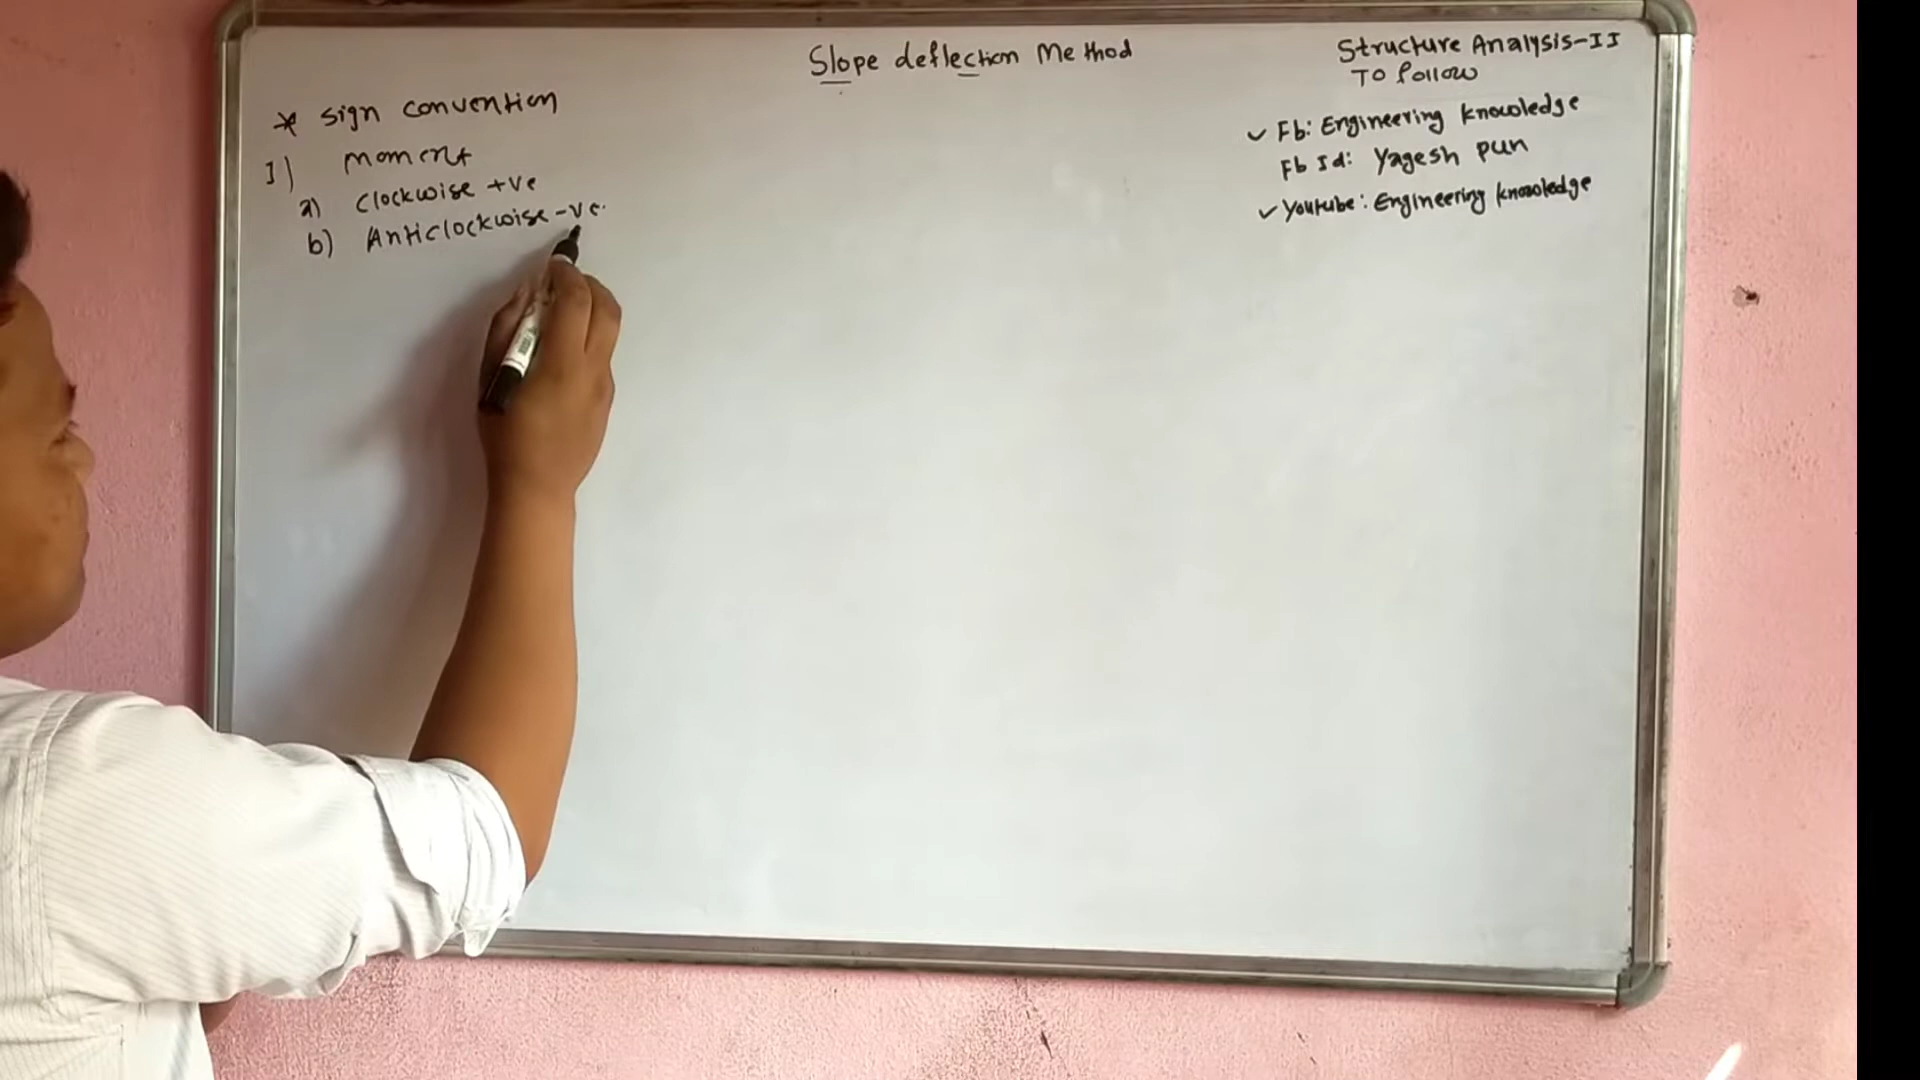 Slope deflection Method
Structure Analysis-II
To follow
* sign convention
Fb: Engineering knowledge
1) moment
Fb Id: Yagesh pun
a) clockwise +ve
Youtube: Engineering knowledge
b) Anticlockwise -ve.